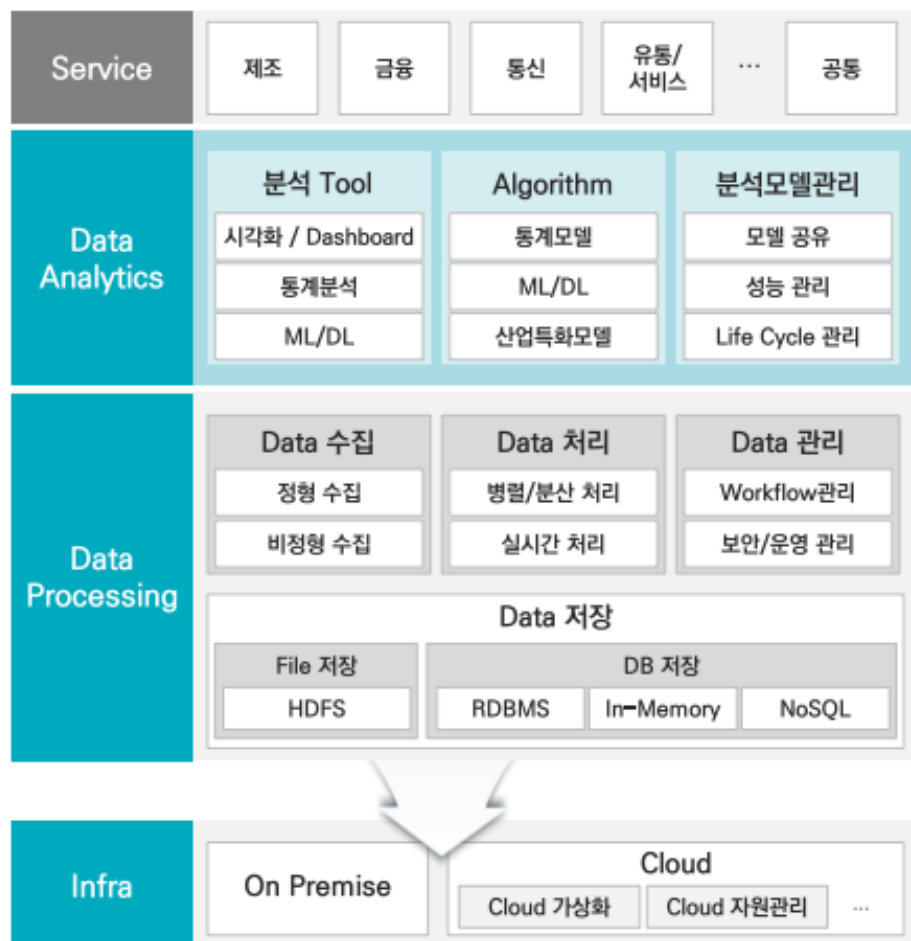 Service
제조
금융
통신
유통/
서비스
...
공통
Data
Analytics
분석 Tool
시각화 / Dashboard
통계분석
ML/DL
Algorithm
통계모델
ML/DL
산업특화모델
분석모델관리
모델 공유
성능 관리
Life Cycle 관리
Data
Processing
Data 수집
정형 수집
비정형 수집
Data 처리
병렬/분산 처리
실시간 처리
Data 관리
Workflow관리
보안/운영 관리
Data 저장
File 저장
HDFS
DB 저장
RDBMS
In-Memory
NoSQL
Infra
On Premise
Cloud
Cloud 가상화
Cloud 자원관리
...